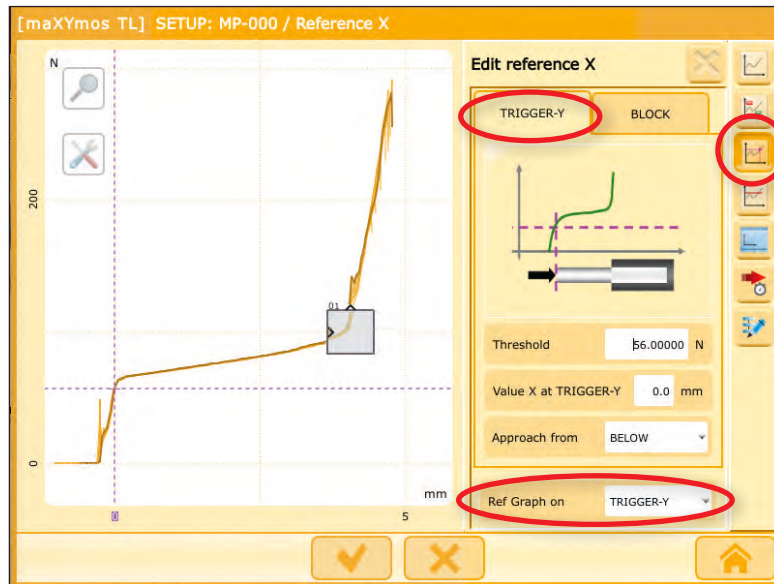 [maXYmos TL] SETUP: MP-000 / Reference X
N
200
0
01
0
5
mm
Edit reference X
TRIGGER-Y
BLOCK
Threshold 56.00000 N
Value X at TRIGGER-Y 0.0 mm
Approach from BELOW
Ref Graph on TRIGGER-Y